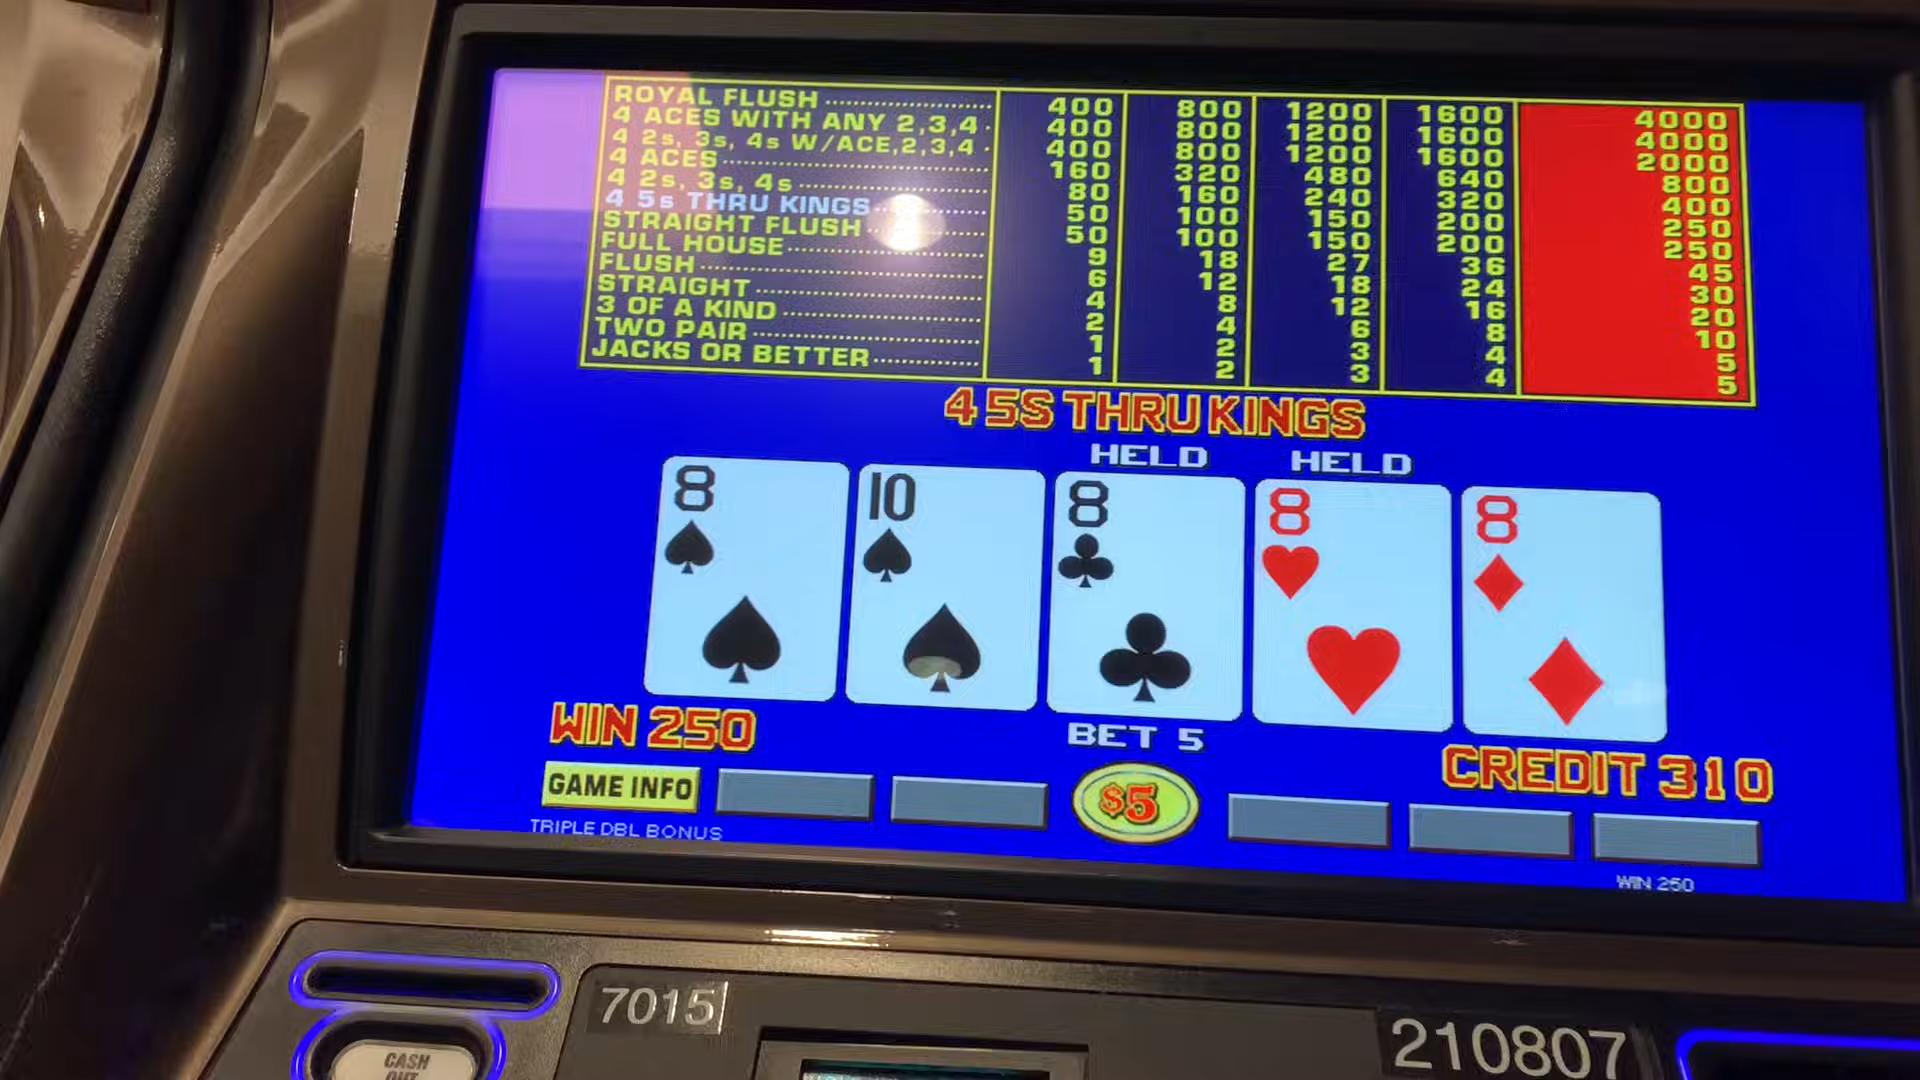 ROYAL FLUSH 400 800 1200 1600 4000
4 ACES WITH ANY 2,3,4 400 800 1200 1600 4000
4 2s, 3s, 4s W/ACE,2,3,4 400 800 1200 1600 2000
4 ACES 160 320 480 640 800
4 2s, 3s, 4s 80 160 240 320 400
4 5s THRU KINGS 50 100 150 200 250
STRAIGHT FLUSH 50 100 150 200 250
FULL HOUSE 9 18 27 36 45
FLUSH 6 12 18 24 30
STRAIGHT 4 8 12 16 20
3 OF A KIND 2 4 6 8 10
TWO PAIR 1 2 3 4 5
JACKS OR BETTER 1 2 3 4 5
4 5S THRU KINGS
HELD HELD
8 10 8 8 8
WIN 250 BET 5 CREDIT 310
GAME INFO $5
TRIPLE DBL BONUS
WIN 250
7015 210807
CASH
OUT